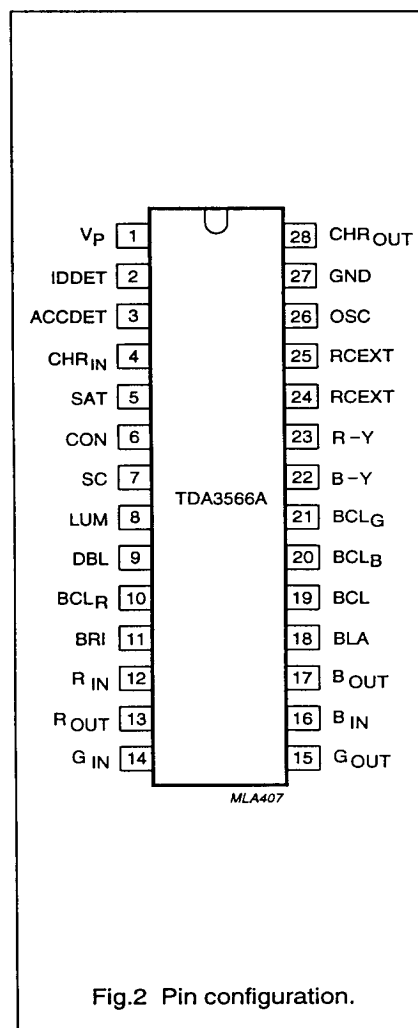 VP 1 28 CHROUT
IDDET 2 27 GND
ACCDET 3 26 OSC
CHRIN 4 25 RCEXT
SAT 5 24 RCEXT
CON 6 23 R-Y
SC 7 22 B-Y
TDA3566A
LUM 8 21 BCLG
DBL 9 20 BCLB
BCLR 10 19 BCL
BRI 11 18 BLA
R IN 12 17 BOUT
ROUT 13 16 B IN
G IN 14 15 GOUT
MLA407
Fig.2 Pin configuration.